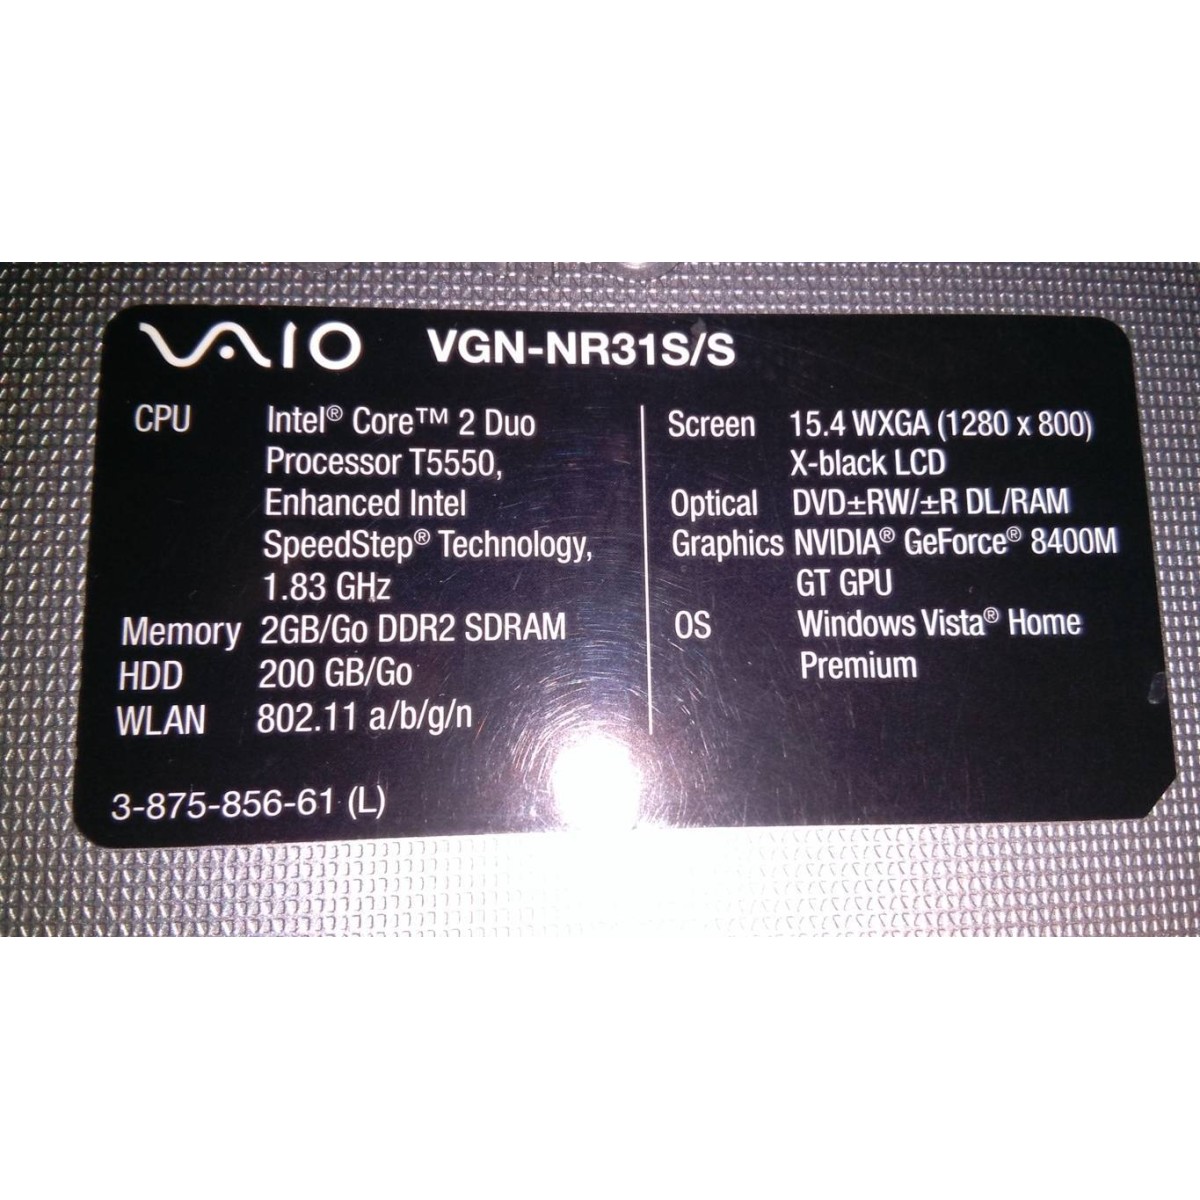 VAIO VGN-NR31S/S
CPU Intel® Core™ 2 Duo
Processor T5550,
Enhanced Intel
SpeedStep® Technology,
1.83 GHz
Memory 2GB/Go DDR2 SDRAM
HDD 200 GB/Go
WLAN 802.11 a/b/g/n
Screen 15.4 WXGA (1280 x 800)
X-black LCD
Optical DVD±RW/±R DL/RAM
Graphics NVIDIA® GeForce® 8400M
GT GPU
OS Windows Vista® Home
Premium
3-875-856-61 (L)